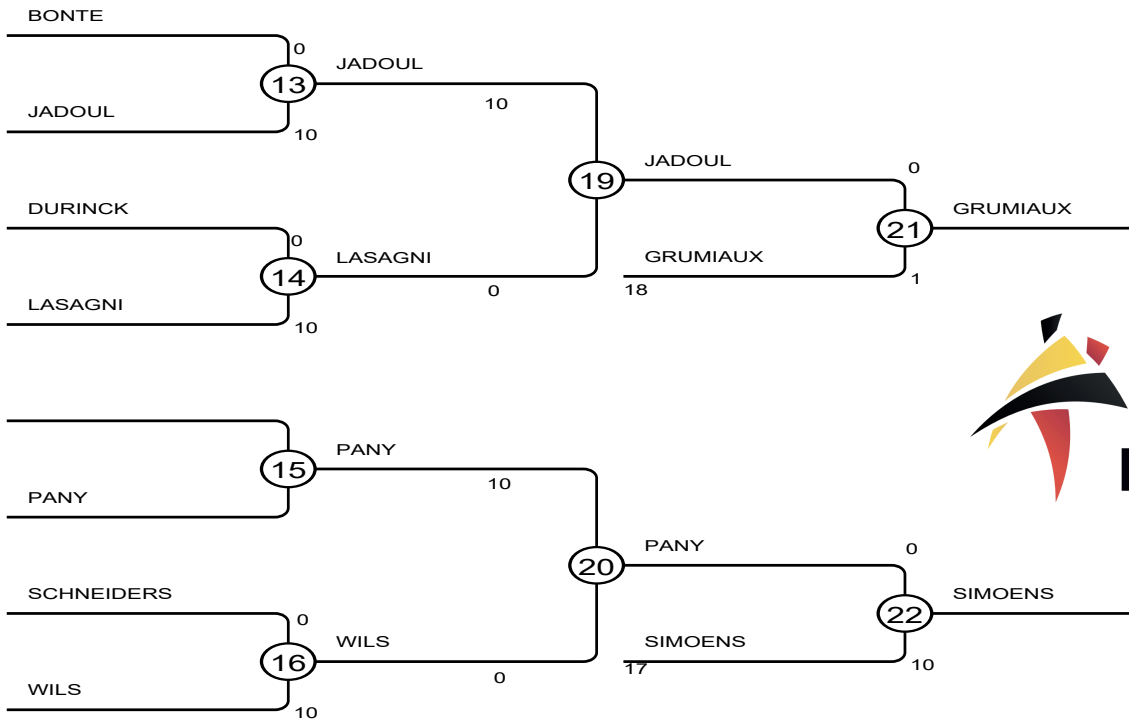 BONTE
0
13
JADOUL
10
JADOUL
10
19
JADOUL
0
DURINCK
0
14
LASAGNI
0
LASAGNI
10
GRUMIAUX
18
21
GRUMIAUX
1
15
PANY
10
PANY
20
PANY
0
SCHNEIDERS
0
16
WILS
0
WILS
10
SIMOENS
17
22
SIMOENS
10